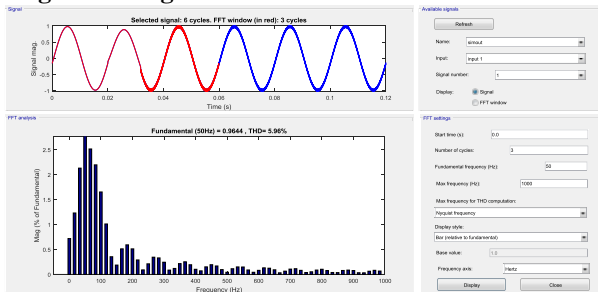 Signal
Selected signal: 6 cycles. FFT window (in red): 3 cycles
Signal mag.
1
0.5
0
-0.5
-1
0
0.02
0.04
0.06
0.08
0.1
0.12
Time (s)
FFT analysis
Fundamental (50Hz) = 0.9644 , THD= 5.96%
Mag (% of Fundamental)
2.5
2
1.5
1
0.5
0
0
100
200
300
400
500
600
700
800
900
1000
Frequency (Hz)
Available signals
Refresh
Name:
simout
Input:
input 1
Signal number:
1
Display:
Signal
FFT window
FFT settings
Start time (s):
0.0
Number of cycles:
3
Fundamental frequency (Hz):
50
Max frequency (Hz):
1000
Max frequency for THD computation:
Nyquist frequency
Display style:
Bar (relative to fundamental)
Base value:
1.0
Frequency axis:
Hertz
Display
Close